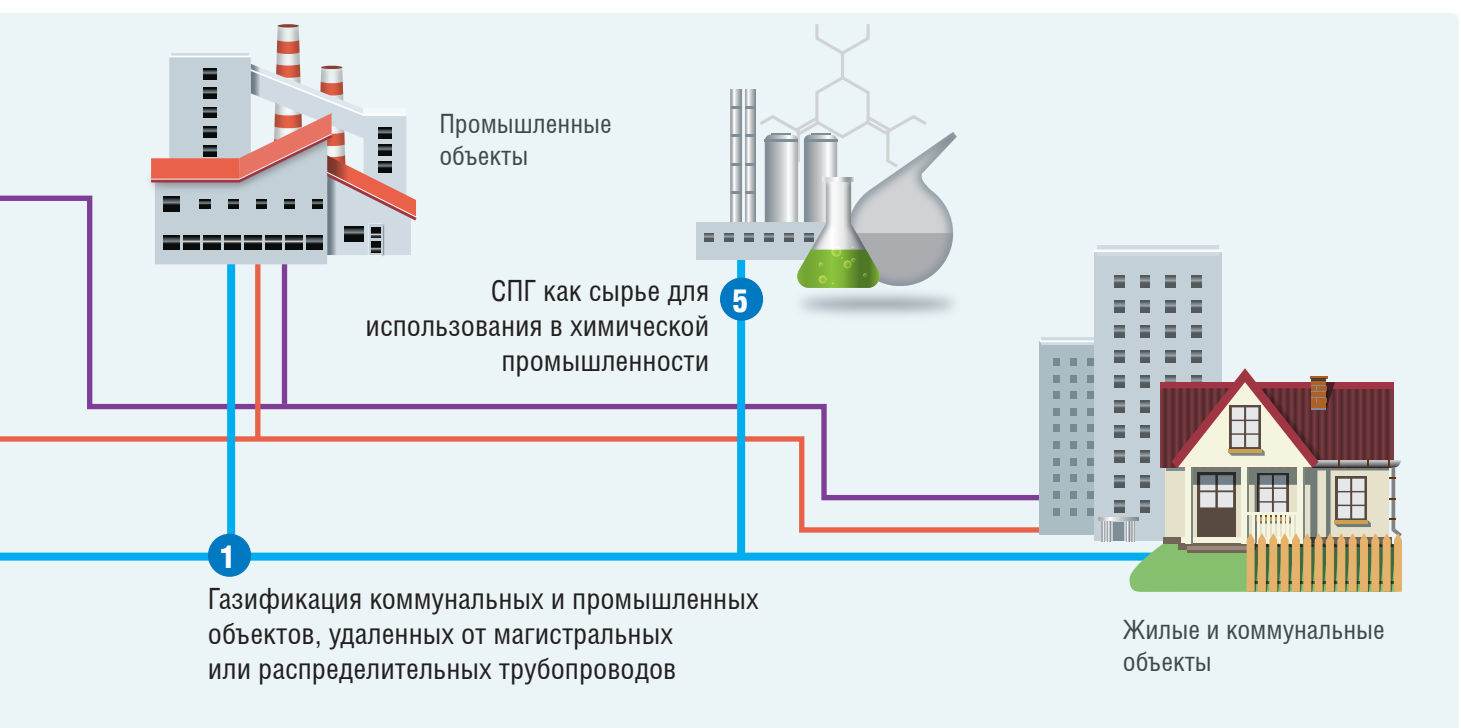 Промышленные
объекты
СПГ как сырье для
использования в химической
промышленности
5
1
Газификация коммунальных и промышленных
объектов, удаленных от магистральных
или распределительных трубопроводов
Жилые и коммунальные
объекты